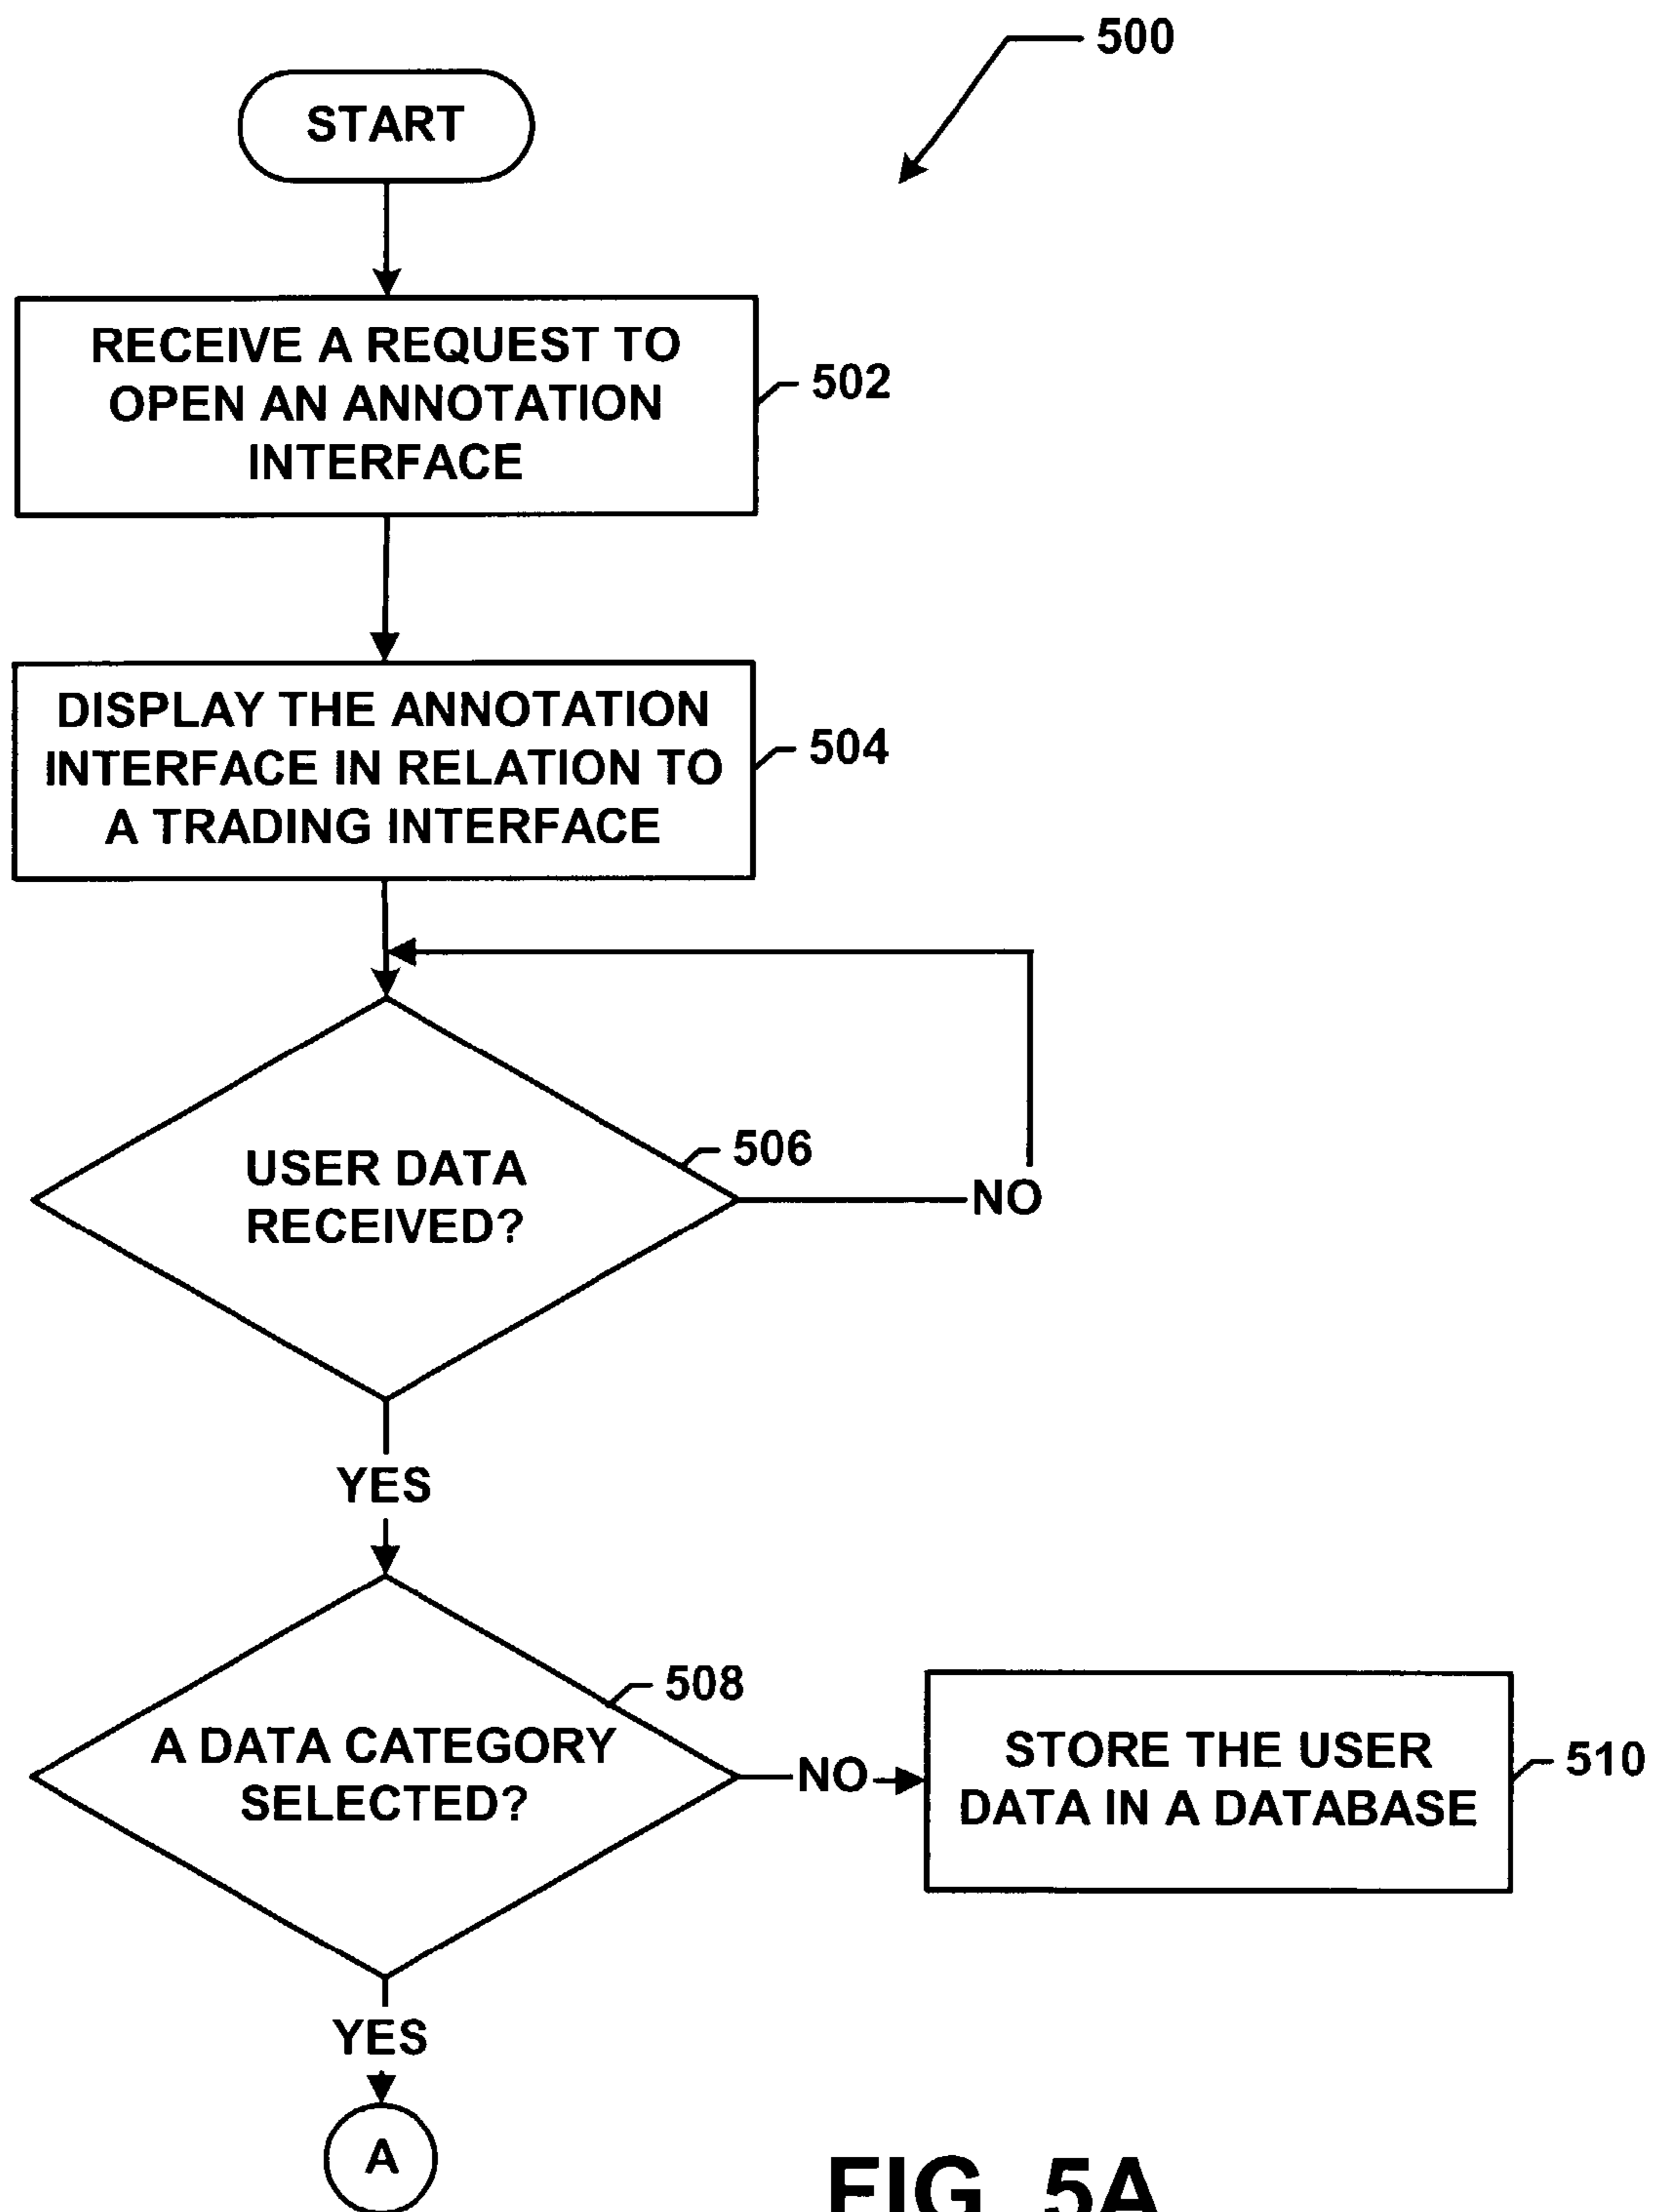 500
START
RECEIVE A REQUEST TO
OPEN AN ANNOTATION
INTERFACE
502
DISPLAY THE ANNOTATION
INTERFACE IN RELATION TO
A TRADING INTERFACE
504
USER DATA
RECEIVED?
506
NO
YES
A DATA CATEGORY
SELECTED?
508
NO
STORE THE USER
DATA IN A DATABASE
510
YES
A
FIG. 5A